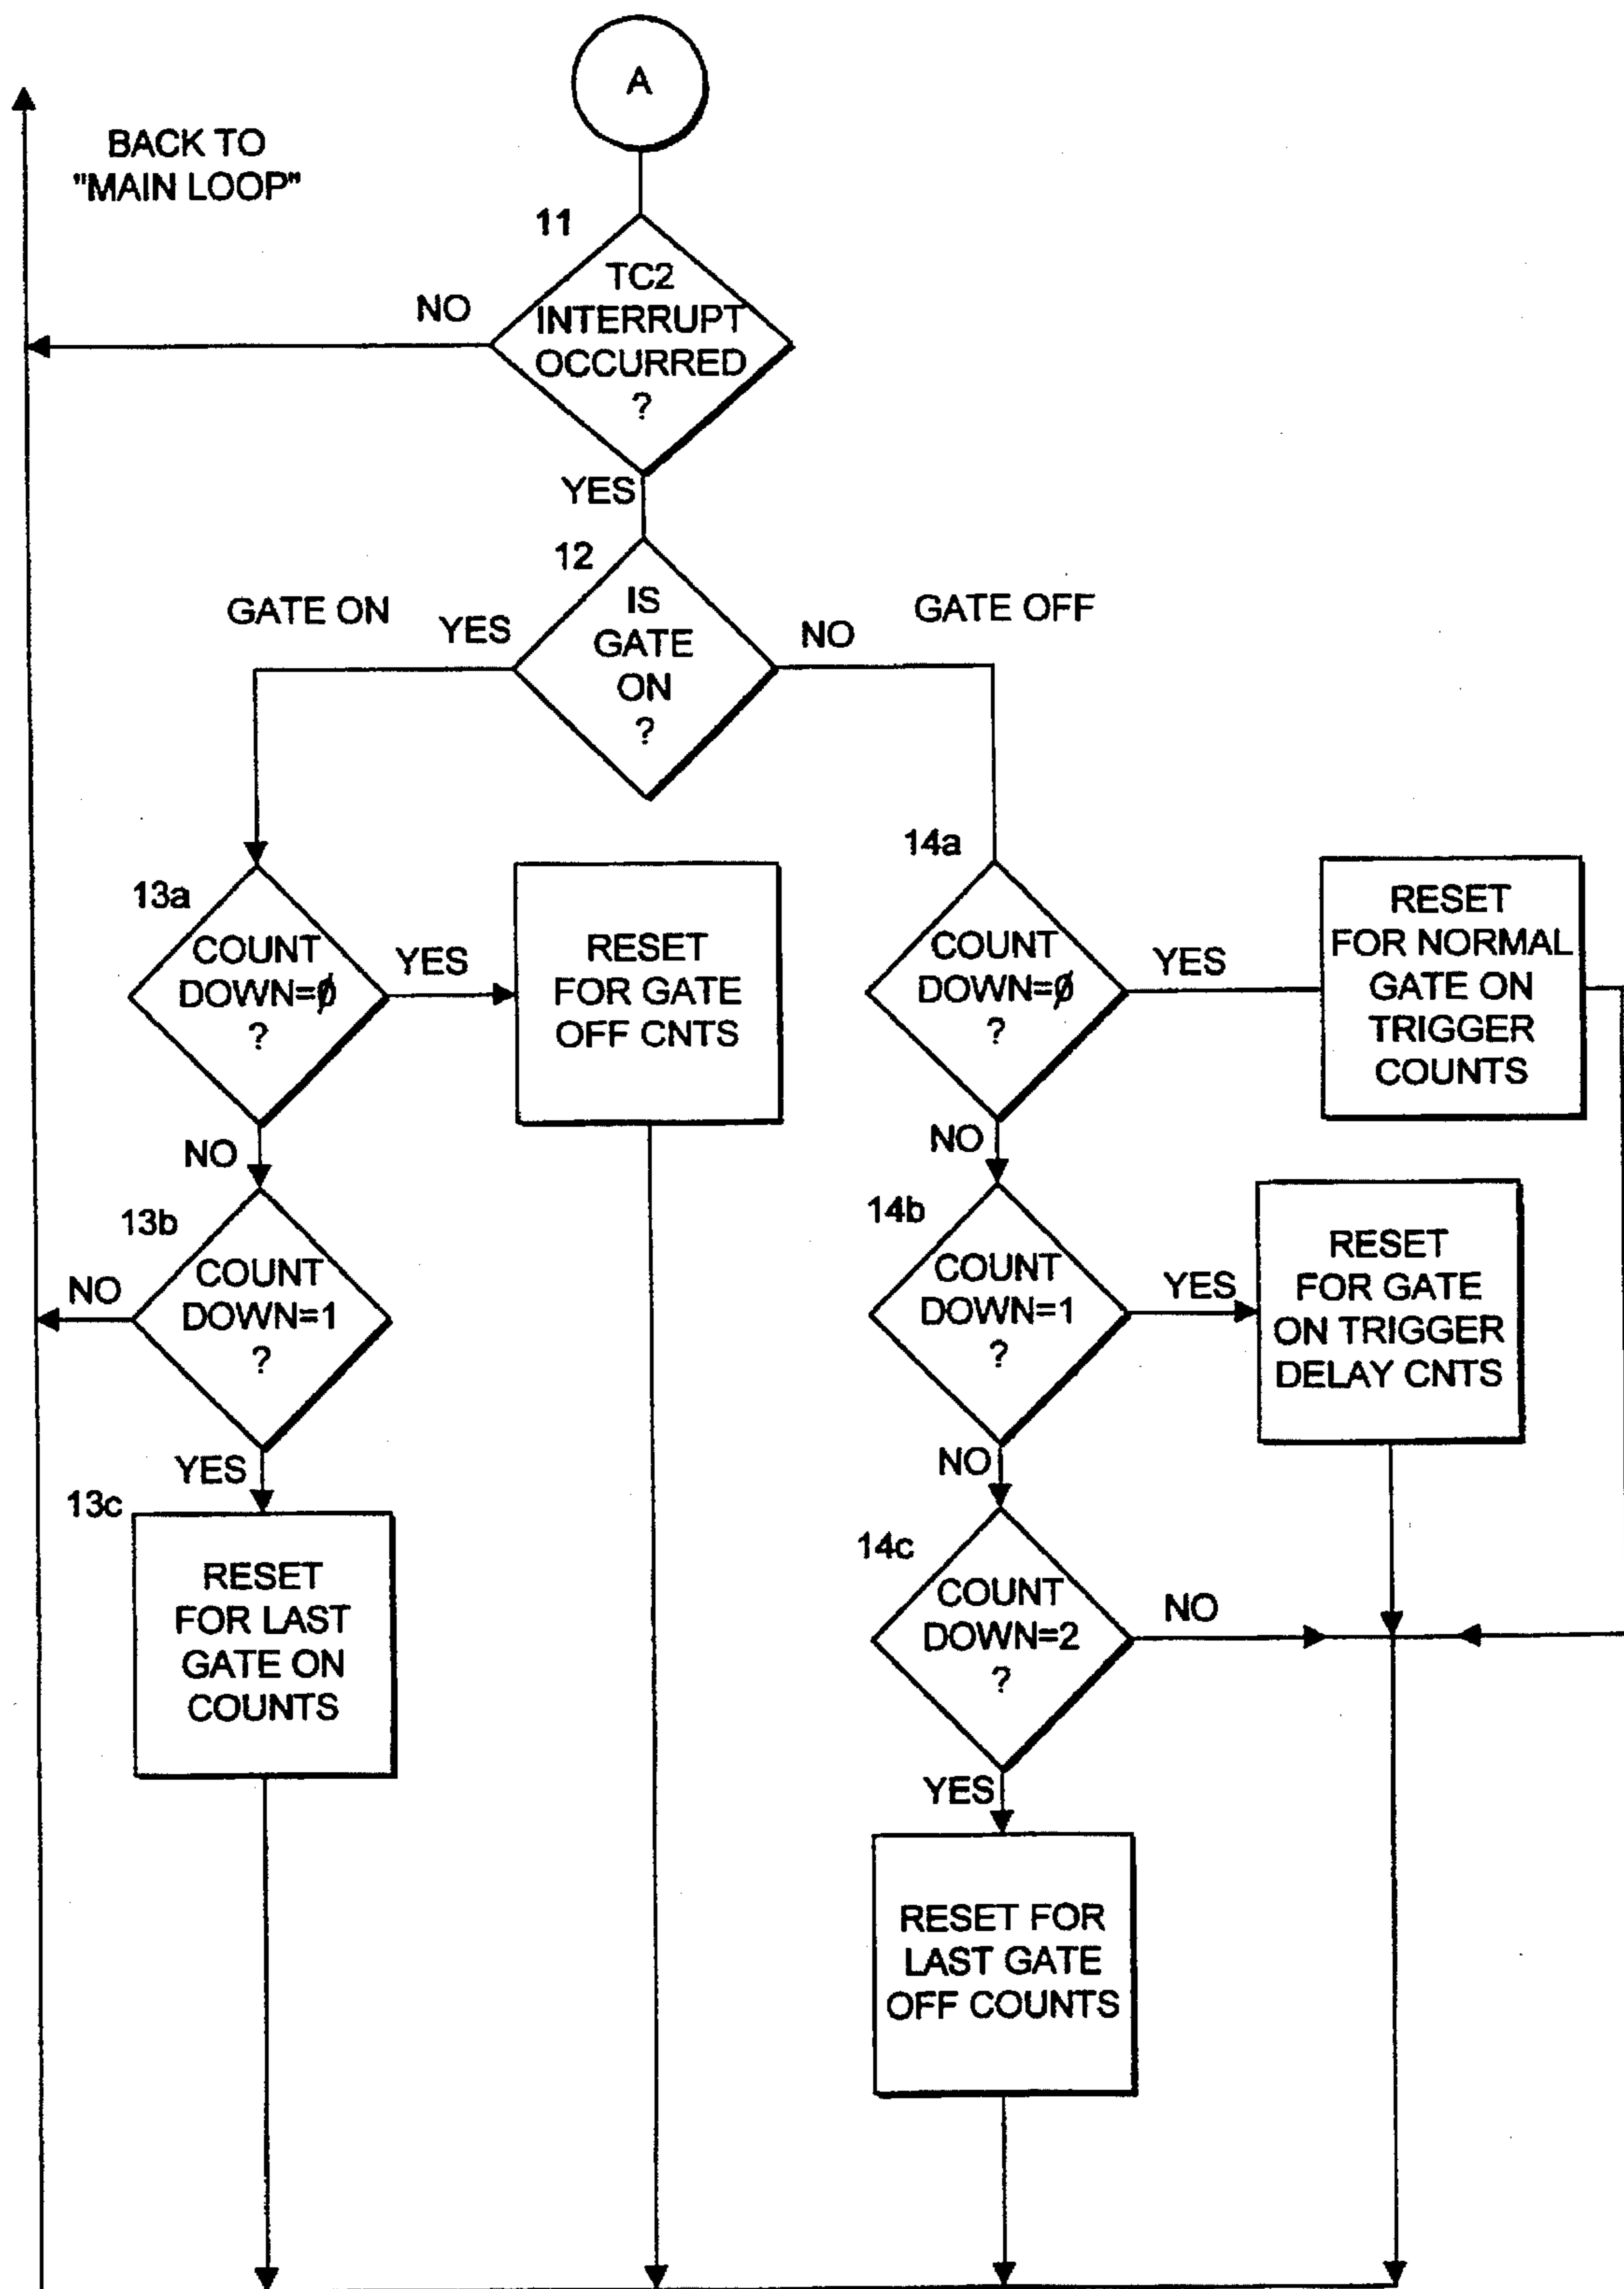 A
BACK TO
"MAIN LOOP"
11
TC2
INTERRUPT
OCCURRED
?
NO
YES
12
IS
GATE
ON
?
GATE ON
YES
NO
GATE OFF
13a
COUNT
DOWN=0
?
YES
RESET
FOR GATE
OFF CNTS
14a
COUNT
DOWN=0
?
YES
RESET
FOR NORMAL
GATE ON
TRIGGER
COUNTS
NO
NO
13b
COUNT
DOWN=1
?
NO
14b
COUNT
DOWN=1
?
YES
RESET
FOR GATE
ON TRIGGER
DELAY CNTS
YES
NO
13c
RESET
FOR LAST
GATE ON
COUNTS
14c
COUNT
DOWN=2
?
NO
YES
RESET FOR
LAST GATE
OFF COUNTS